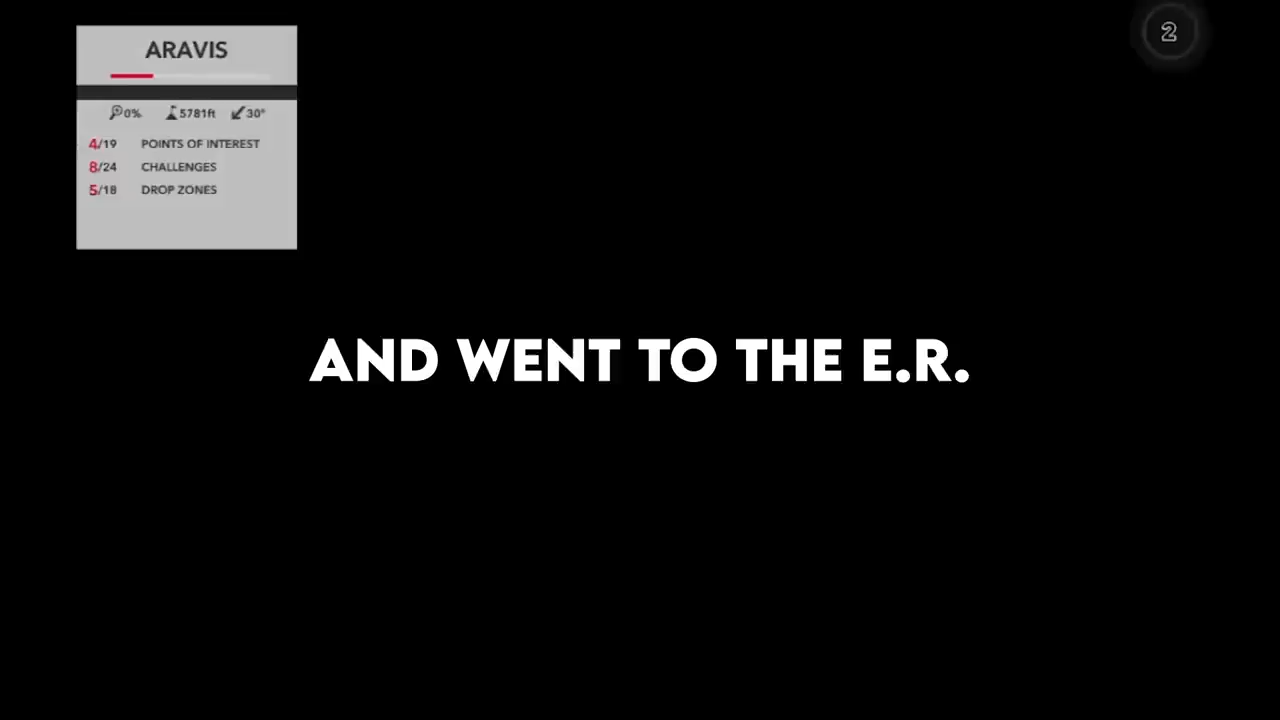 ARAVIS
0% 5781ft 30°
4/19 POINTS OF INTEREST
8/24 CHALLENGES
5/18 DROP ZONES
2
AND WENT TO THE E.R.